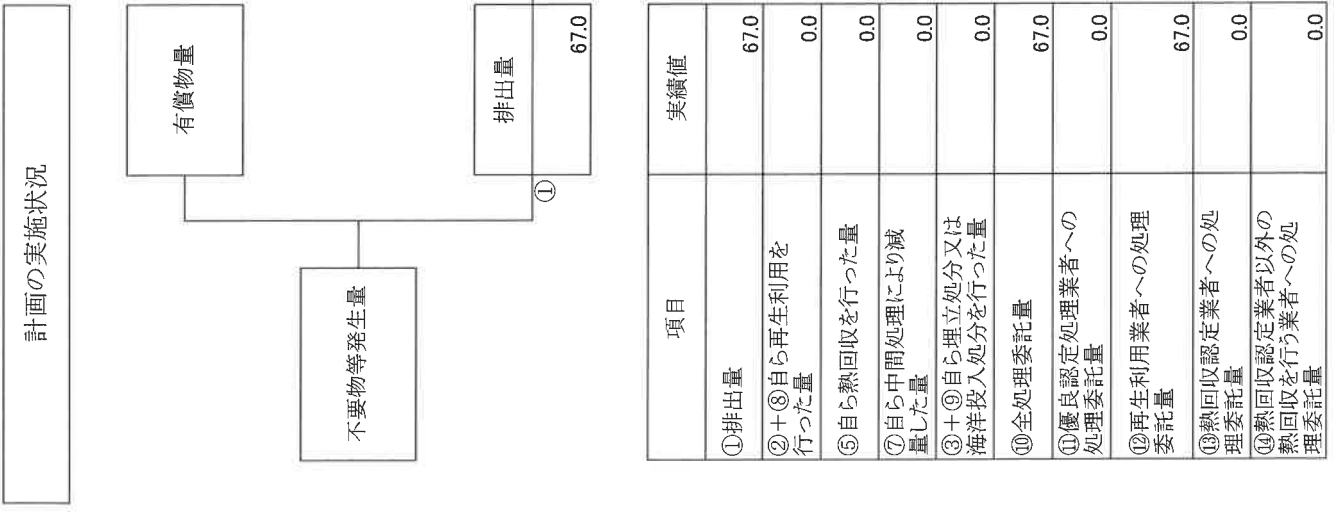 計画の実施状況
有償物量
不要物等発生量
排出量
①
67.0
項目
実績値
①排出量
67.0
②+⑧自ら再生利用を
行った量
0.0
⑤自ら熱回収を行った量
0.0
⑦自ら中間処理により減
量した量
0.0
③+⑨自ら埋立処分又は
海洋投入処分を行った量
0.0
⑩全処理委託量
67.0
⑪優良認定処理業者への
処理委託量
0.0
⑫再生利用業者への処理
委託量
67.0
⑬熱回収認定業者への処
理委託量
0.0
⑭熱回収認定業者以外の
熱回収を行う業者への処
理委託量
0.0